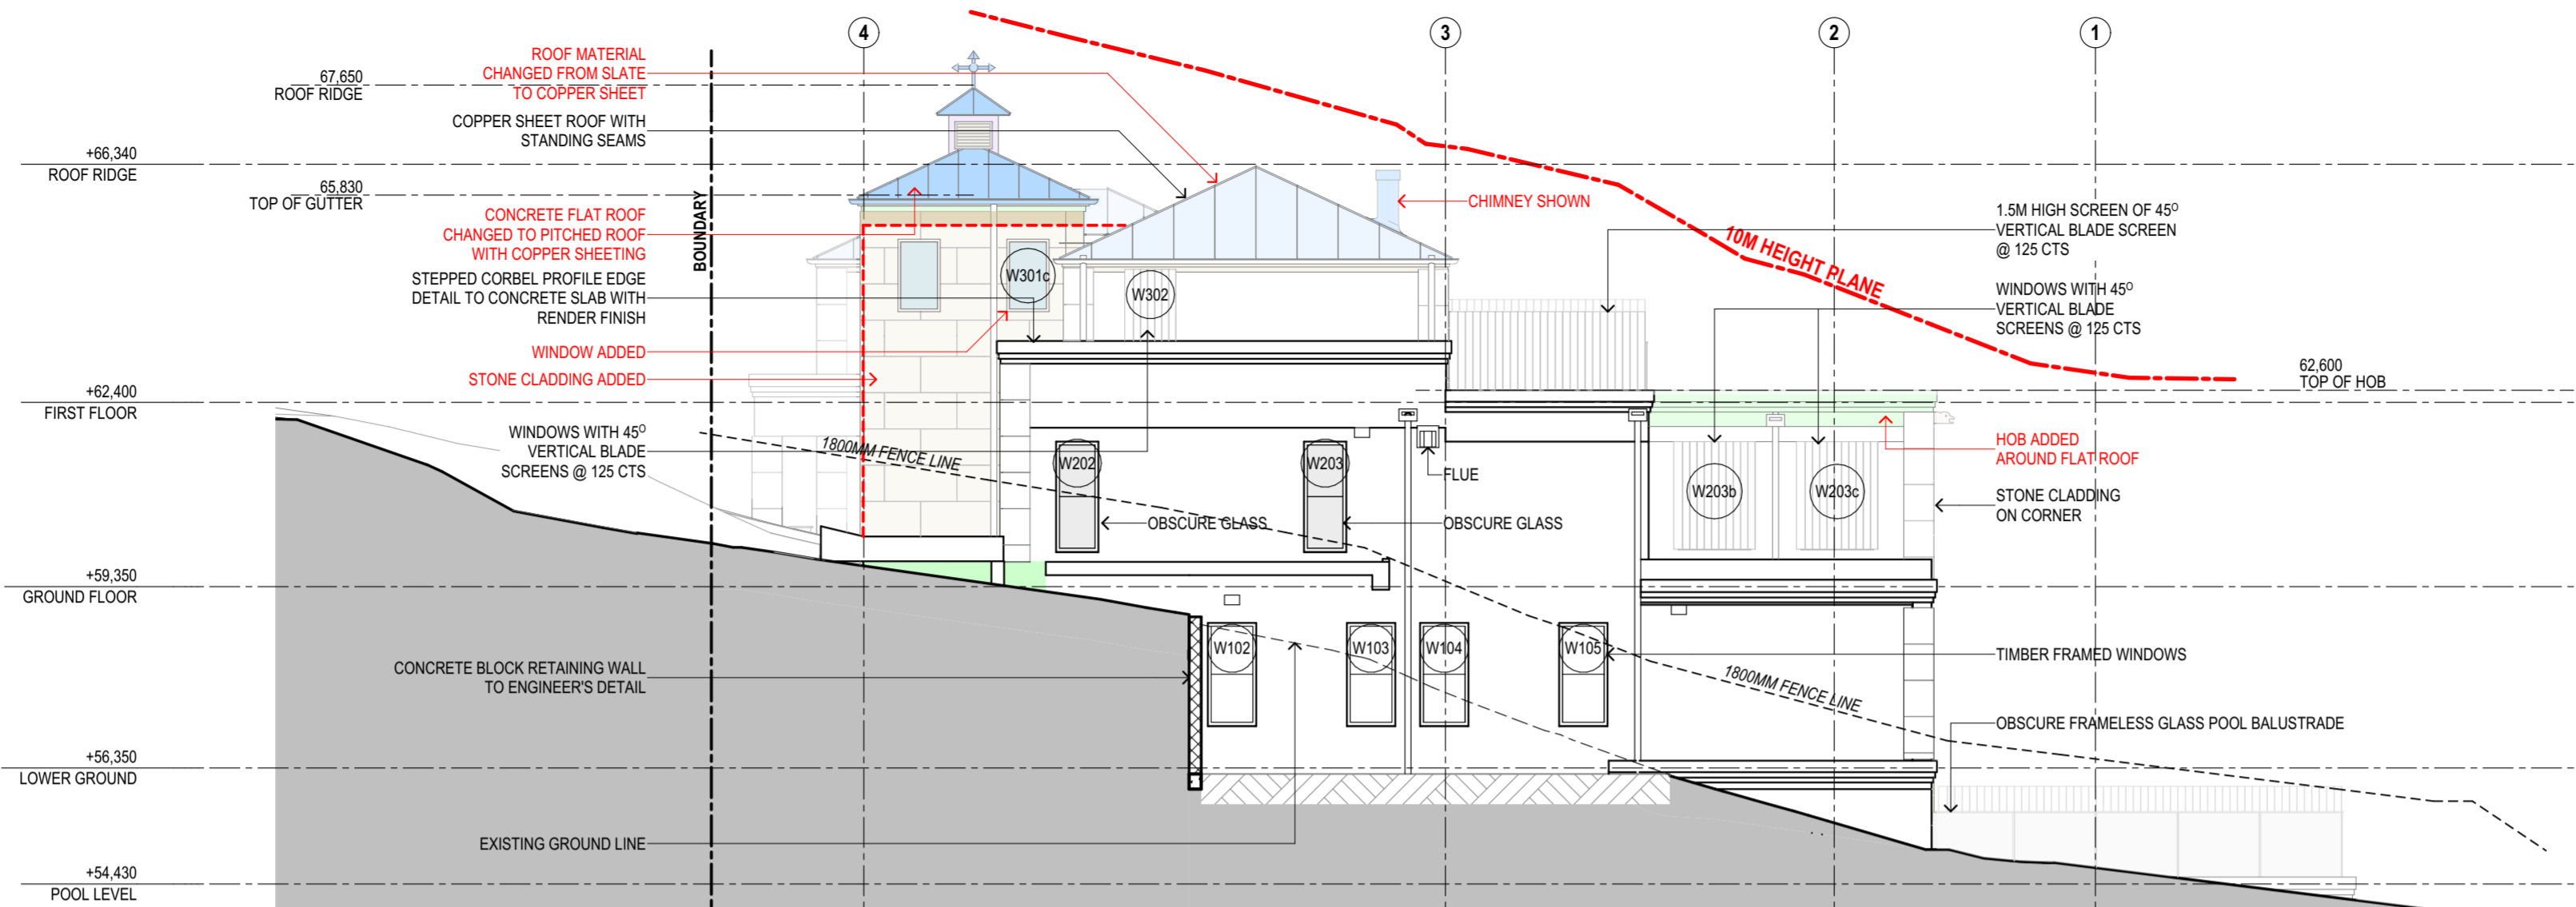 4
3
2
1
67,650
ROOF RIDGE
+66,340
ROOF RIDGE
65,830
TOP OF GUTTER
+62,400
FIRST FLOOR
+59,350
GROUND FLOOR
+56,350
LOWER GROUND
+54,430
POOL LEVEL
ROOF MATERIAL
CHANGED FROM SLATE
TO COPPER SHEET
COPPER SHEET ROOF WITH
STANDING SEAMS
CONCRETE FLAT ROOF
CHANGED TO PITCHED ROOF
WITH COPPER SHEETING
STEPPED CORBEL PROFILE EDGE
DETAIL TO CONCRETE SLAB WITH
RENDER FINISH
WINDOW ADDED
STONE CLADDING ADDED
WINDOWS WITH 45O
VERTICAL BLADE
SCREENS @ 125 CTS
CONCRETE BLOCK RETAINING WALL
TO ENGINEER'S DETAIL
EXISTING GROUND LINE
BOUNDARY
1800MM FENCE LINE
W301c
W302
W202
W203
OBSCURE GLASS
OBSCURE GLASS
FLUE
CHIMNEY SHOWN
10M HEIGHT PLANE
W203b
W203c
W102
W103
W104
W105
1800MM FENCE LINE
1.5M HIGH SCREEN OF 45O
VERTICAL BLADE SCREEN
@ 125 CTS
WINDOWS WITH 45O
VERTICAL BLADE
SCREENS @ 125 CTS
62,600
TOP OF HOB
HOB ADDED
AROUND FLAT ROOF
STONE CLADDING
ON CORNER
TIMBER FRAMED WINDOWS
OBSCURE FRAMELESS GLASS POOL BALUSTRADE